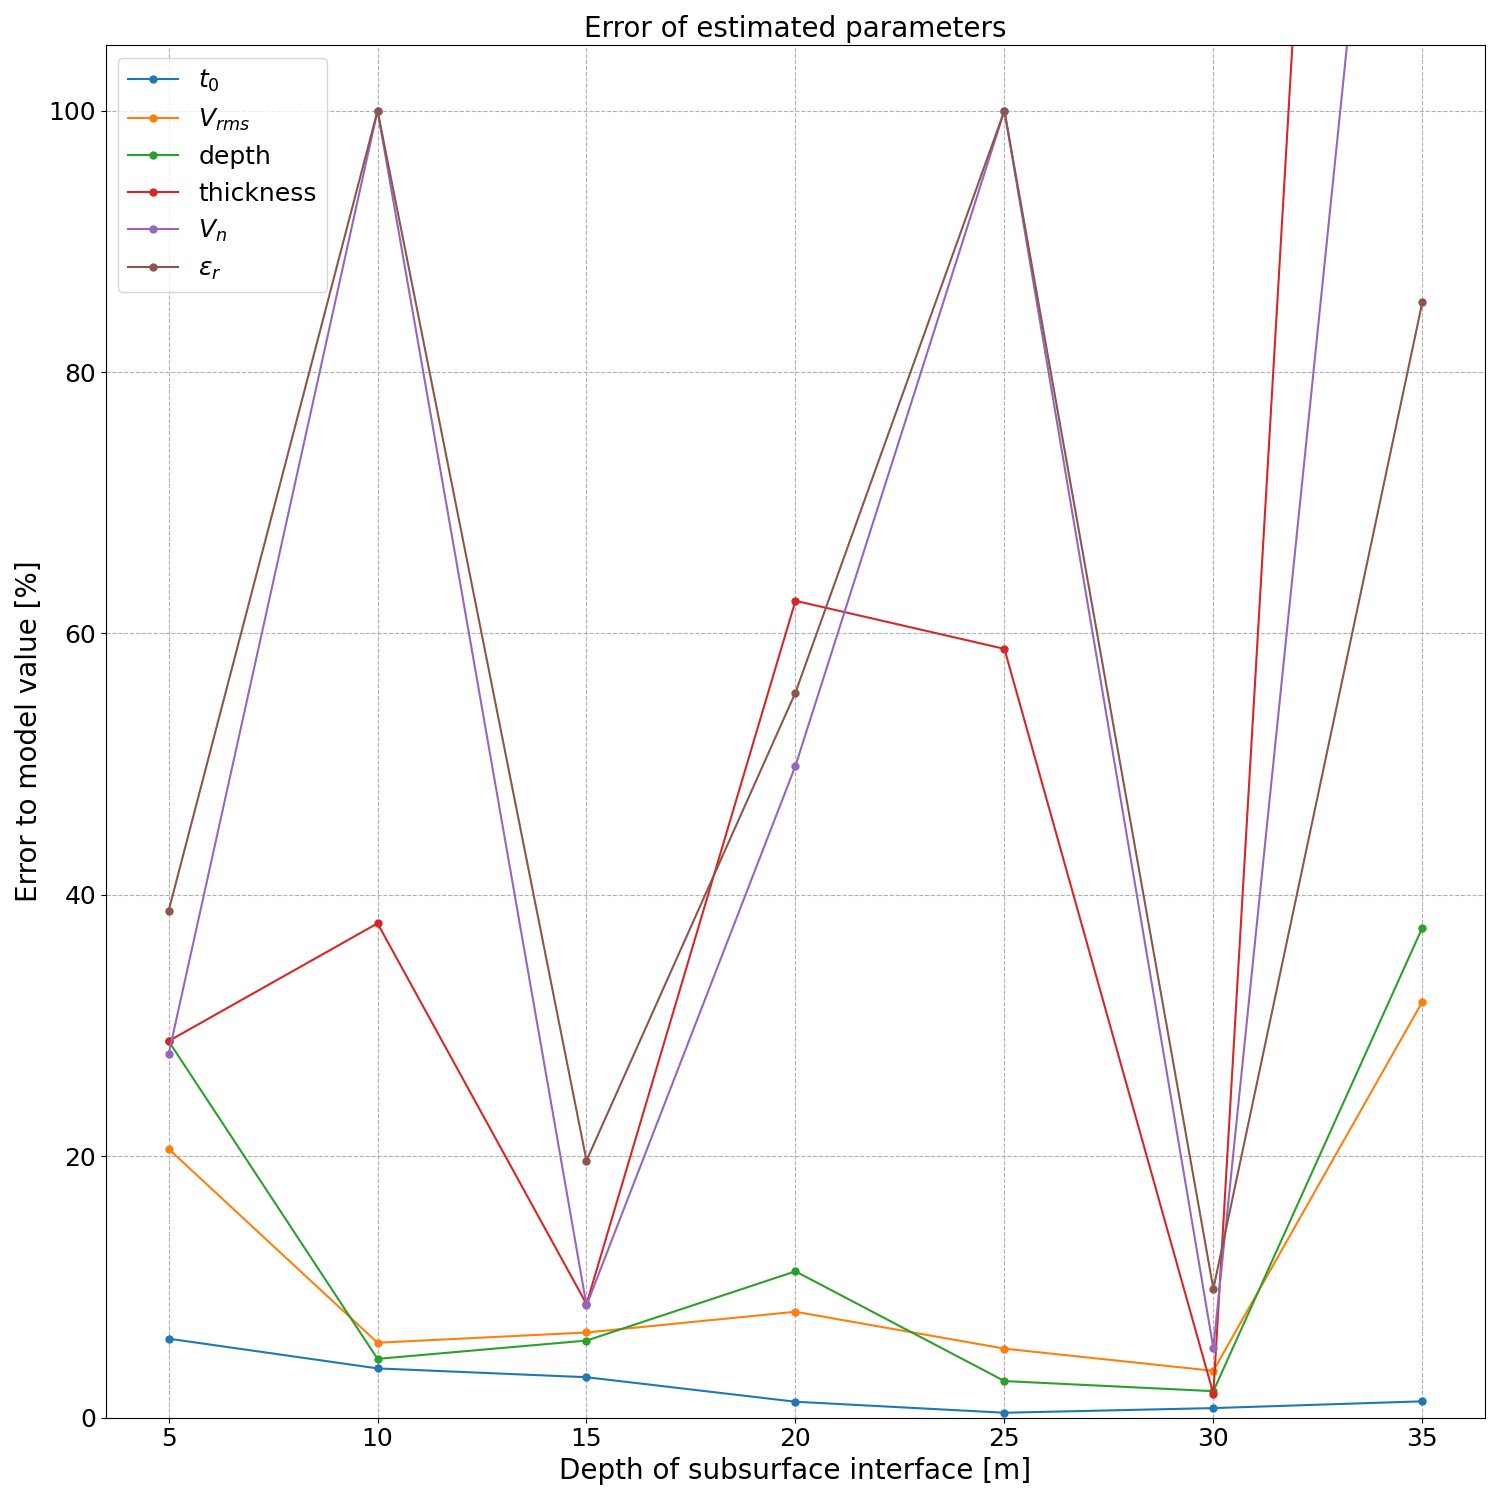 Error of estimated parameters
t₀
Vᵣₘₛ
depth
thickness
Vₙ
εᵣ
100
80
60
40
20
0
Error to model value [%]
5 10 15 20 25 30 35
Depth of subsurface interface [m]